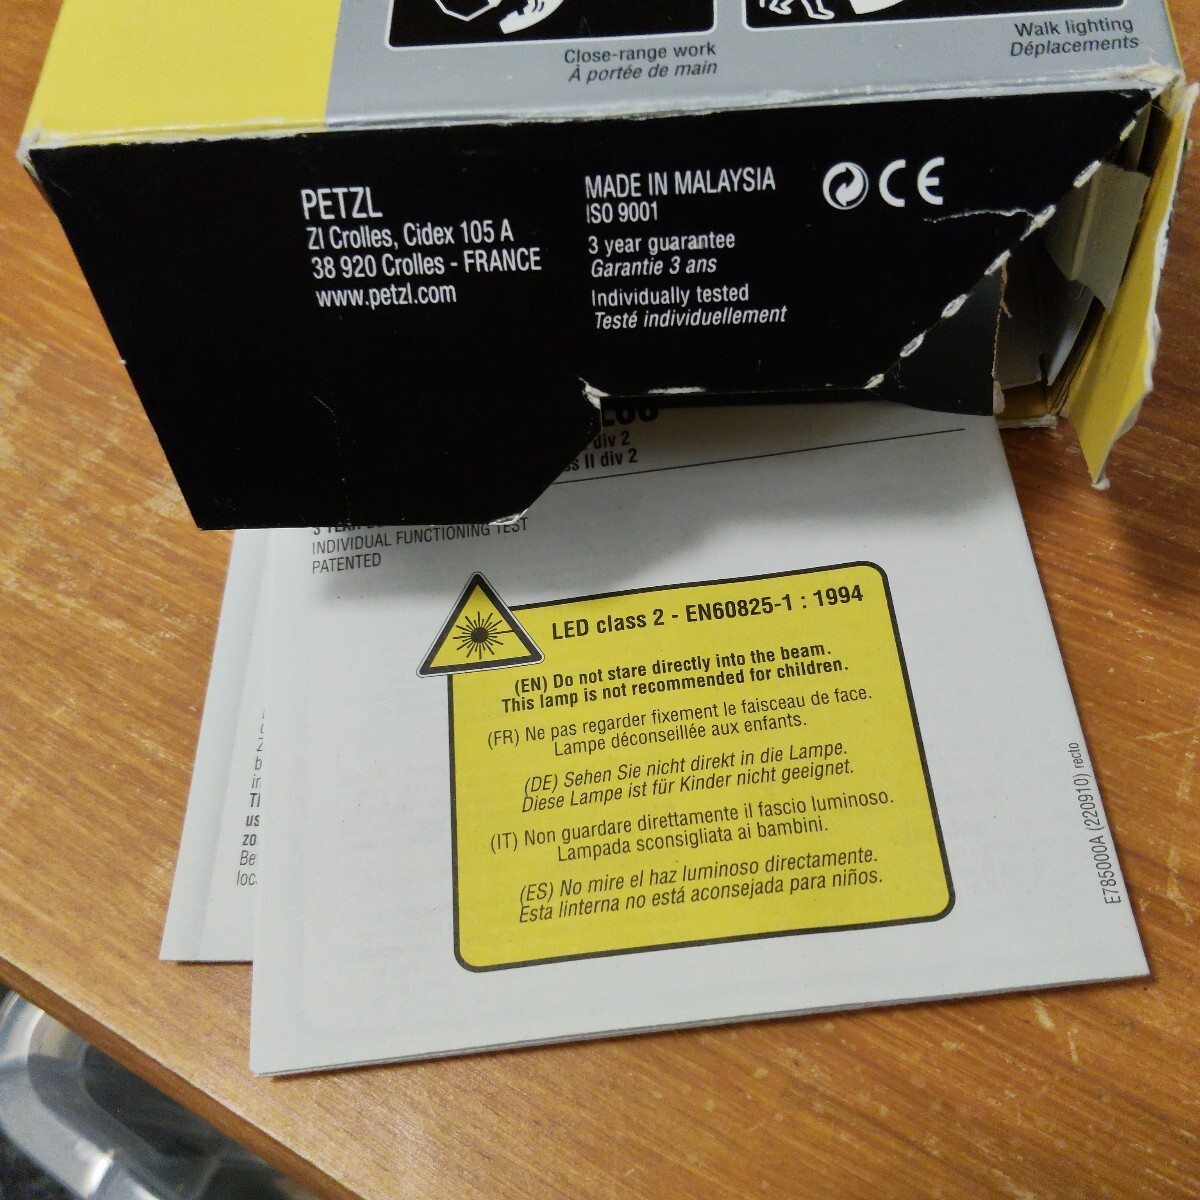 Close-range work
À portée de main
Walk lighting
Déplacements
PETZL
ZI Crolles, Cidex 105 A
38 920 Crolles - FRANCE
www.petzl.com
MADE IN MALAYSIA
ISO 9001
3 year guarantee
Garantie 3 ans
Individually tested
Testé individuellement
CE
div 2
II div 2
INDIVIDUAL FUNCTIONING TEST
PATENTED
LED class 2 - EN60825-1 : 1994
(EN) Do not stare directly into the beam.
This lamp is not recommended for children.
(FR) Ne pas regarder fixement le faisceau de face.
Lampe déconseillée aux enfants.
(DE) Sehen Sie nicht direkt in die Lampe.
Diese Lampe ist für Kinder nicht geeignet.
(IT) Non guardare direttamente il fascio luminoso.
Lampada sconsigliata ai bambini.
(ES) No mire el haz luminoso directamente.
Esta linterna no está aconsejada para niños.
E785000A (220910) recto